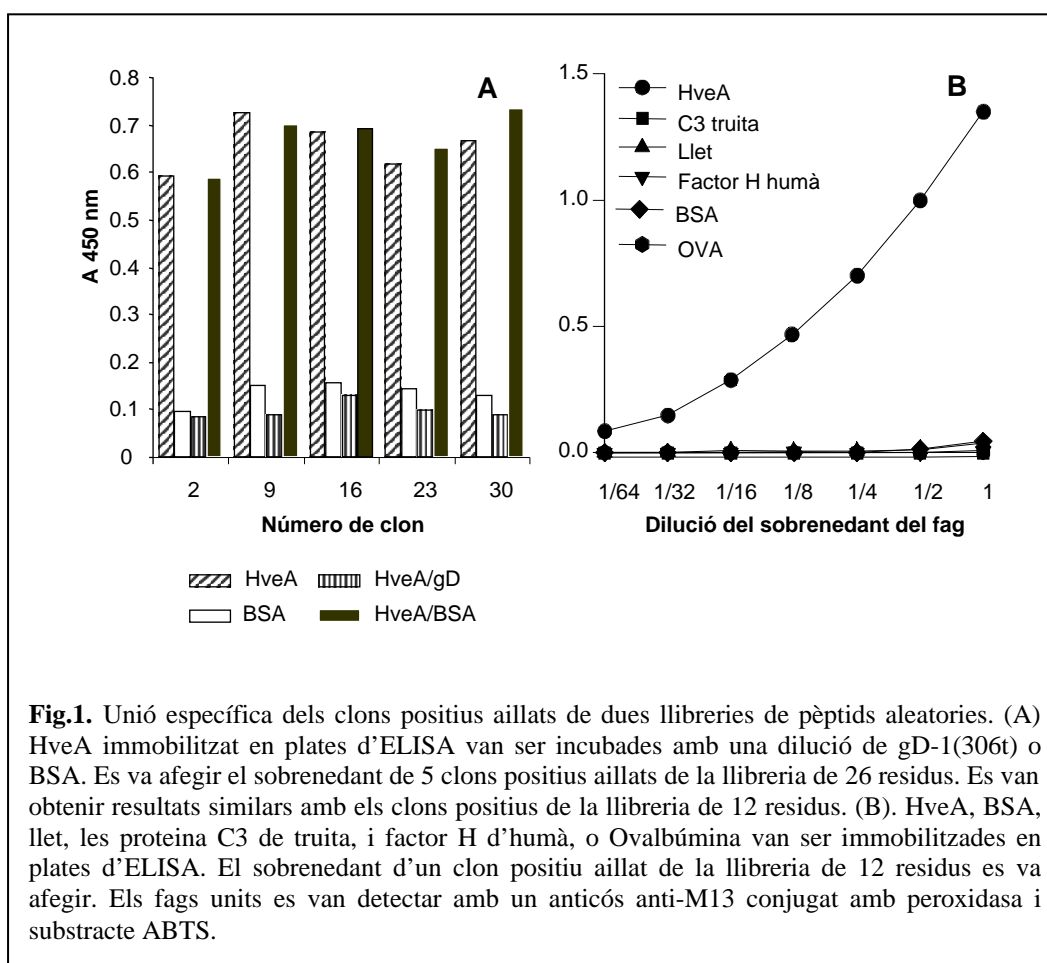 A
0.8
0.7
0.6
0.5
0.4
0.3
0.2
0.1
0
A 450 nm
2 9 16 23 30
Número de clon
HveA HveA/gD
BSA HveA/BSA
B
1.5
1.0
0.5
0.0
HveA
C3 truita
Llet
Factor H humà
BSA
OVA
1/64 1/32 1/16 1/8 1/4 1/2 1
Dilució del sobrenedant del fag
Fig.1. Unió específica dels clons positius aillats de dues llibreries de pèptids aleatories. (A)
HveA immobilitzat en plates d’ELISA van ser incubades amb una dilució de gD-1(306t) o
BSA. Es va afegir el sobrenedant de 5 clons positius aillats de la llibreria de 26 residus. Es van
obtenir resultats similars amb els clons positius de la llibreria de 12 residus. (B). HveA, BSA,
llet, les proteina C3 de truita, i factor H d’humà, o Ovalbúmina van ser immobilitzades en
plates d’ELISA. El sobrenedant d’un clon positiu aillat de la llibreria de 12 residus es va
afegir. Els fags units es van detectar amb un anticós anti-M13 conjugat amb peroxidasa i
substracte ABTS.